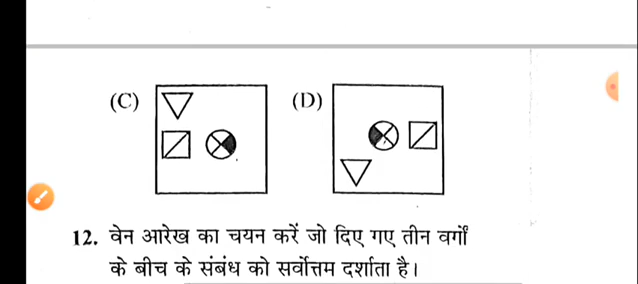 (C) (D)
12. वेन आरेख का चयन करें जो दिए गए तीन वर्गों
के बीच के संबंध को सर्वोत्तम दर्शाता है।